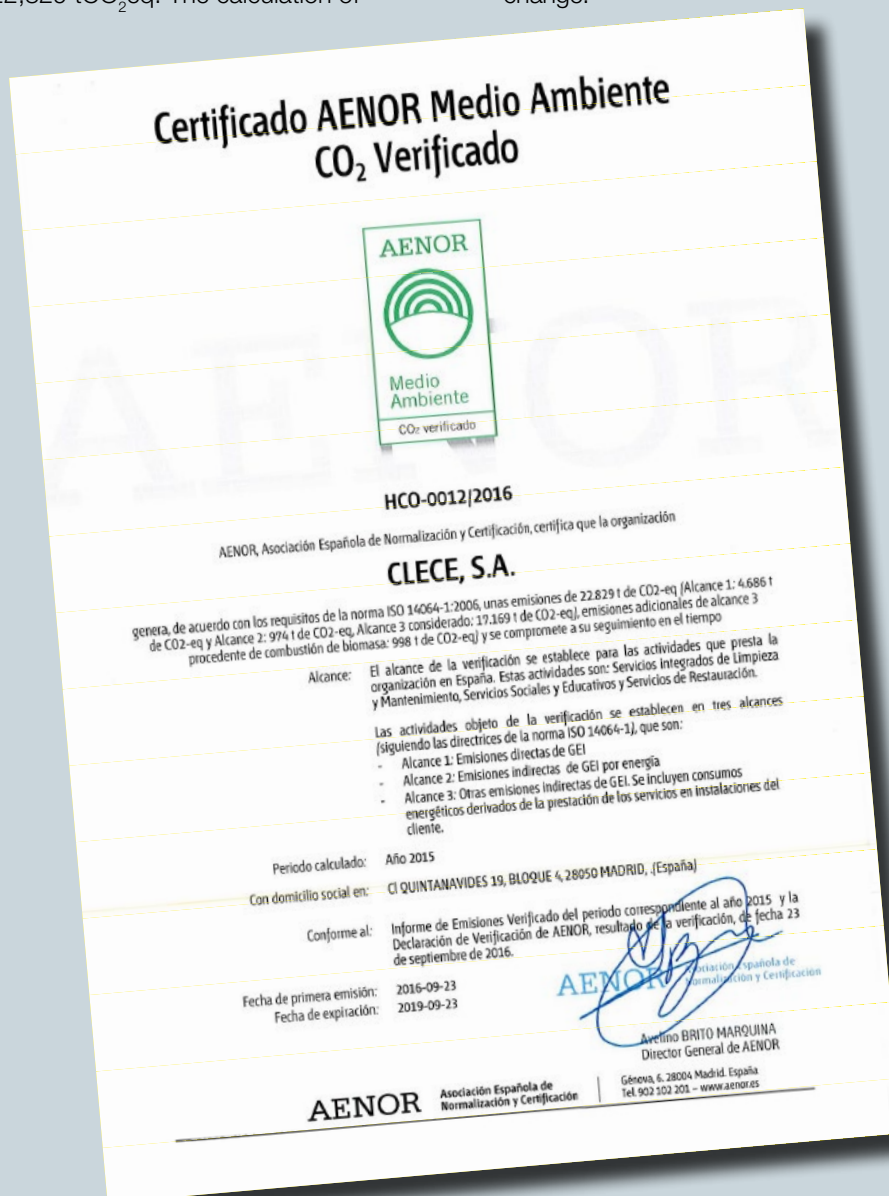 tCO2eq. The calculation of
change.
Certificado AENOR Medio Ambiente
CO2 Verificado
AENOR
Medio
Ambiente
CO2 verificado
AENOR
HCO-0012/2016
AENOR, Asociación Española de Normalización y Certificación, certifica que la organización
CLECE, S.A.
genera, de acuerdo con los requisitos de la norma ISO 14064-1:2006, unas emisiones de 22.829 t de CO2-eq (Alcance 1: 4.686 t
de CO2-eq y Alcance 2: 974 t de CO2-eq, Alcance 3 considerado: 17.169 t de CO2-eq), emisiones adicionales de alcance 3
procedente de combustión de biomasa: 998 t de CO2-eq) y se compromete a su seguimiento en el tiempo
Alcance: El alcance de la verificación se establece para las actividades que presta la
organización en España. Estas actividades son: Servicios Integrados de Limpieza
y Mantenimiento, Servicios Sociales y Educativos y Servicios de Restauración.
Las actividades objeto de la verificación se establecen en tres alcances
(siguiendo las directrices de la norma ISO 14064-1), que son:
- Alcance 1: Emisiones directas de GEI
- Alcance 2: Emisiones indirectas de GEI por energía
- Alcance 3: Otras emisiones indirectas de GEI. Se incluyen consumos
energéticos derivados de la prestación de los servicios en instalaciones del
cliente.
Periodo calculado: Año 2015
Con domicilio social en: Cl QUINTANAVIDES 19, BLOQUE 4, 28050 MADRID, .(España)
Conforme al: Informe de Emisiones Verificado del periodo correspondiente al año 2015 y la
Declaración de Verificación de AENOR, resultado de la verificación, de fecha 23
de septiembre de 2016.
AENOR Asociación Española de
Normalización y Certificación
Fecha de primera emisión: 2016-09-23
Fecha de expiración: 2019-09-23
Avelino BRITO MARQUINA
Director General de AENOR
AENOR Asociación Española de
Normalización y Certificación
Génova, 6. 28004 Madrid. España
Tel. 902 102 201 – www.aenor.es